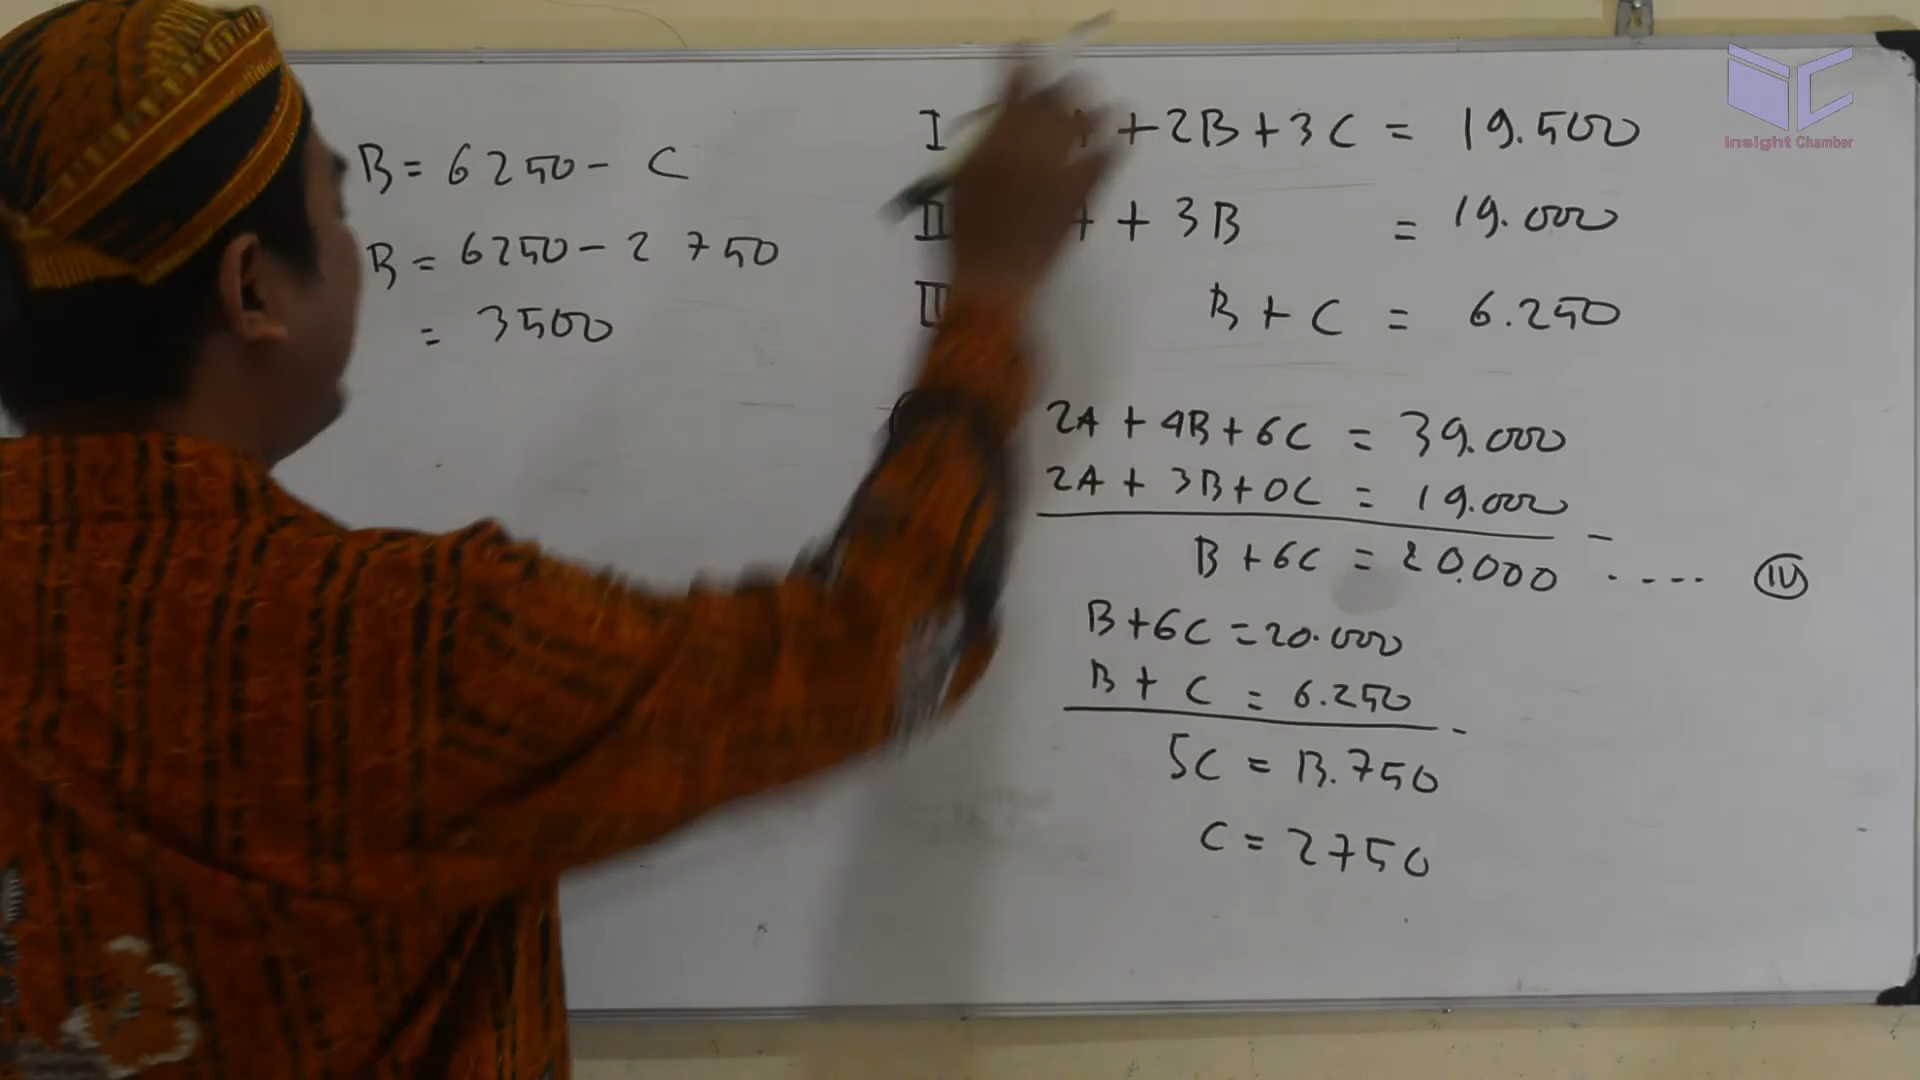 B = 6250 - C
B = 6250 - 2 750
= 3500
I + 2B + 3C = 19.500
II + 3B = 19.000
B + C = 6.250
2A + 4B + 6C = 39.000
2A + 3B + 0C = 19.000
-
B + 6C = 20.000 .... IV
B + 6C = 20.000
B + C = 6.250
-
5C = 13.750
C = 2750
Insight Chamber